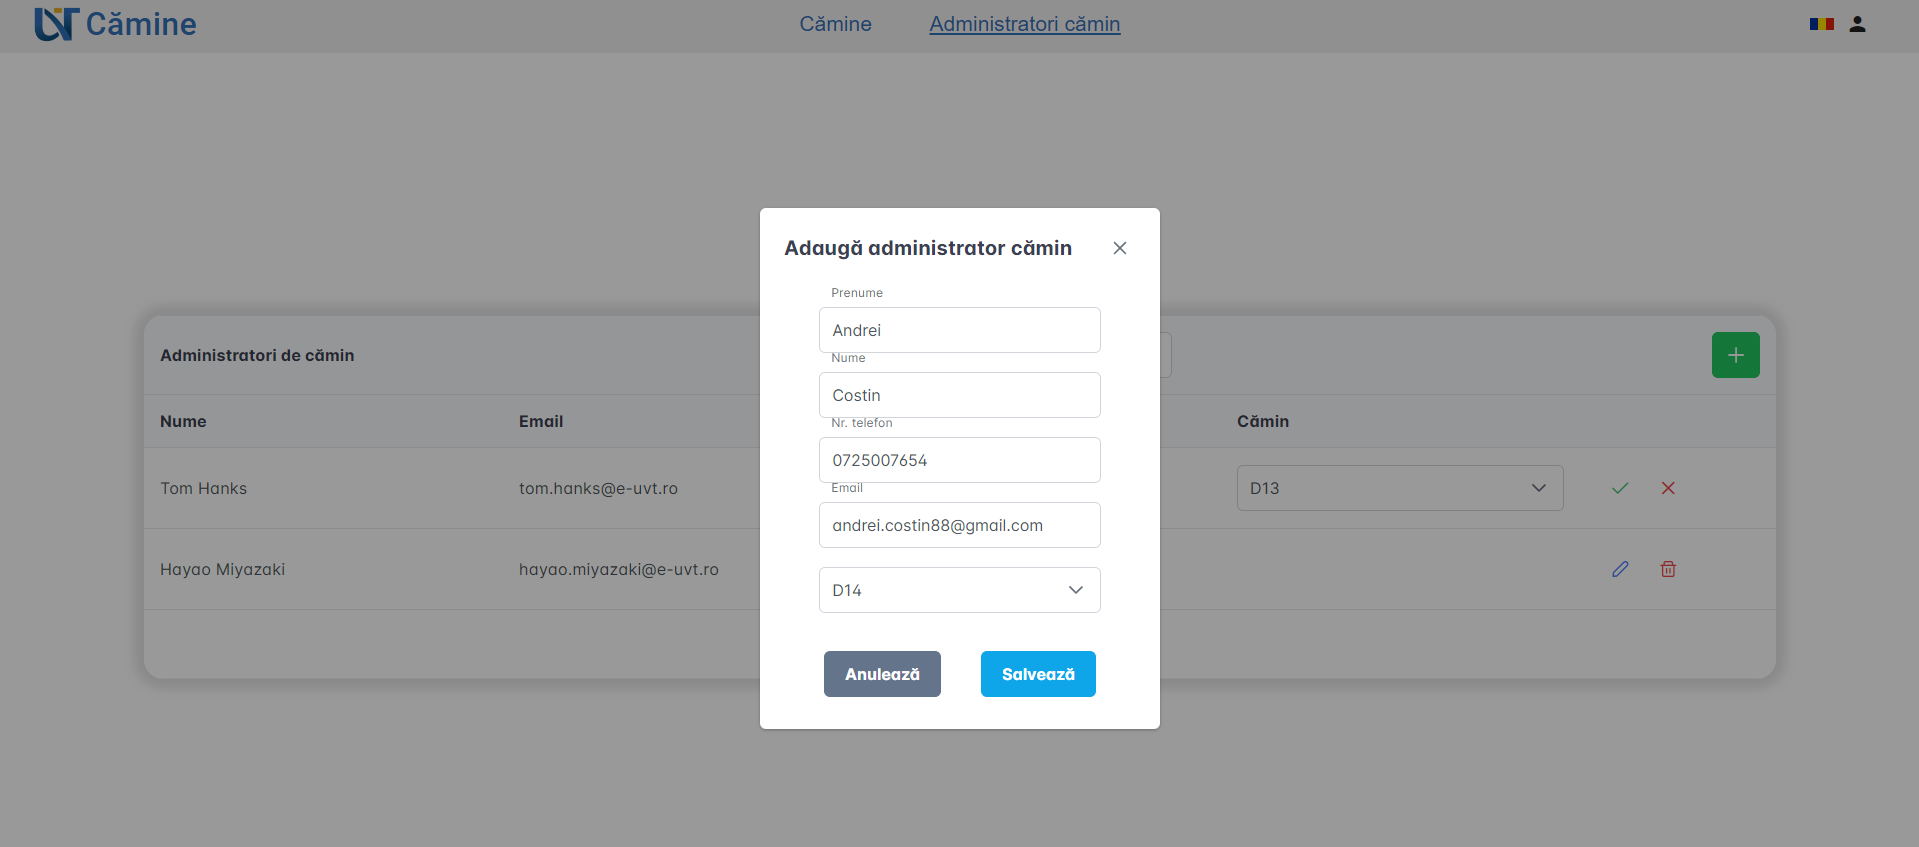 UVT Cămine
Cămine
Administratori cămin
Adaugă administrator cămin
Prenume
Andrei
Nume
Costin
Nr. telefon
0725007654
Email
andrei.costin88@gmail.com
D14
Anulează
Salvează
Administratori de cămin
Nume
Email
Cămin
Tom Hanks
tom.hanks@e-uvt.ro
D13
Hayao Miyazaki
hayao.miyazaki@e-uvt.ro